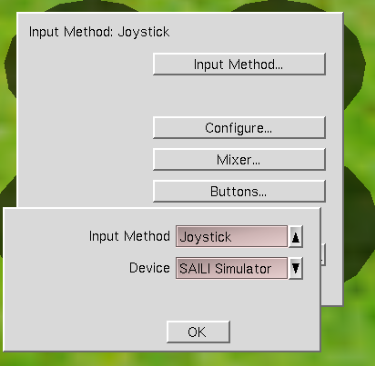 Input Method: Joystick
Input Method...
Configure...
Mixer...
Buttons...
Input Method Joystick
Device SAILI Simulator
OK